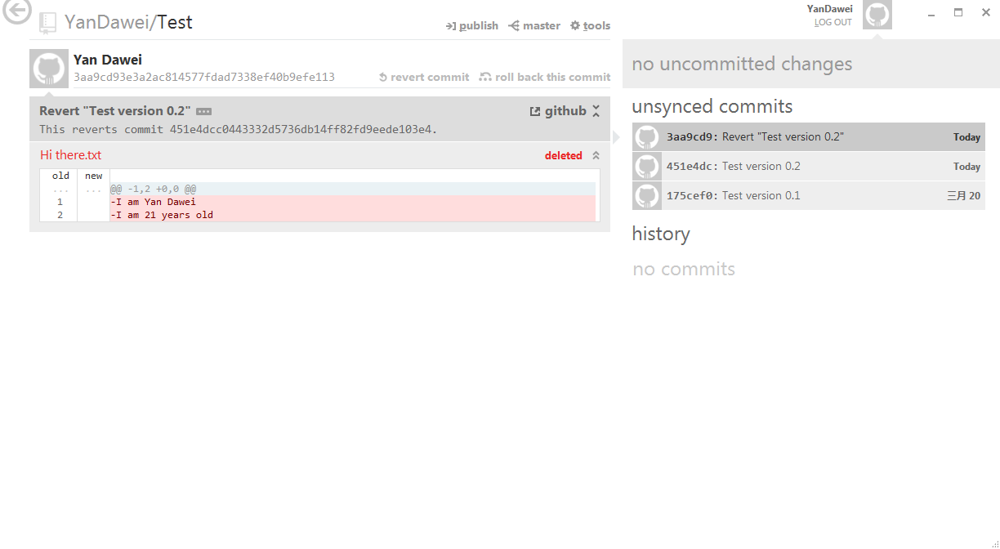 YanDawei/Test
publish master tools
YanDawei
LOG OUT
Yan Dawei
3aa9cd93e3a2ac814577fdad7338ef40b9efe113
revert commit roll back this commit
Revert "Test version 0.2"
github
This reverts commit 451e4dcc0443332d5736db14ff82fd9eede103e4.
Hi there.txt
deleted
old new
... ... @@ -1,2 +0,0 @@
1 -I am Yan Dawei
2 -I am 21 years old
no uncommitted changes
unsynced commits
3aa9cd9: Revert "Test version 0.2" Today
451e4dc: Test version 0.2 Today
175cef0: Test version 0.1 三月 20
history
no commits